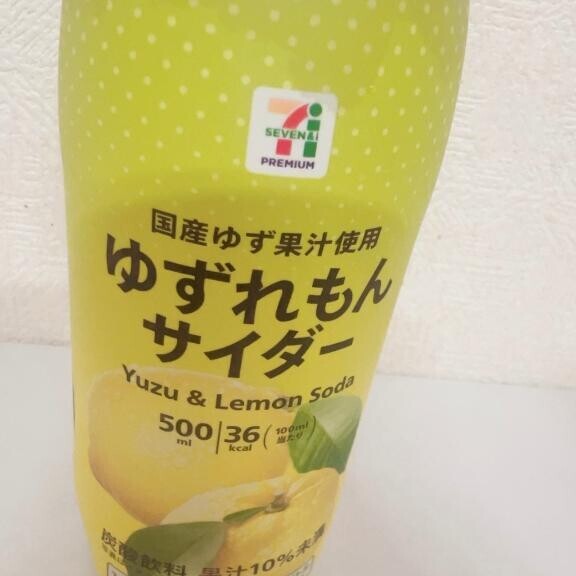 7i
SEVEN&i
PREMIUM
国産ゆず果汁使用
ゆずれもん
サイダー
Yuzu & Lemon Soda
500ml 36kcal (100ml当たり)
炭酸飲料 果汁10%未満